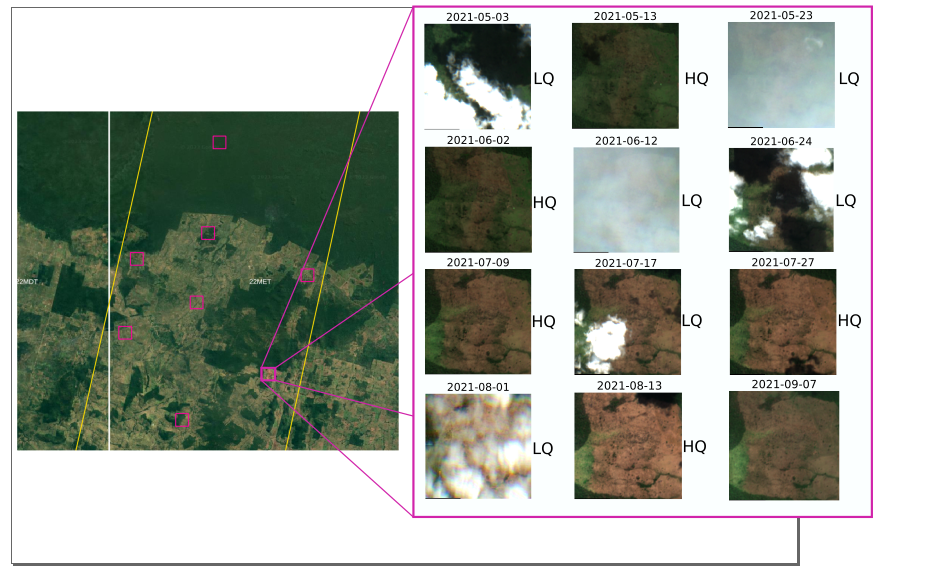 2021-05-03
2021-05-13
2021-05-23
LQ
HQ
LQ
2021-06-02
2021-06-12
2021-06-24
HQ
LQ
LQ
2021-07-09
2021-07-17
2021-07-27
HQ
LQ
HQ
2021-08-01
2021-08-13
2021-09-07
LQ
HQ
22MDT
22MET